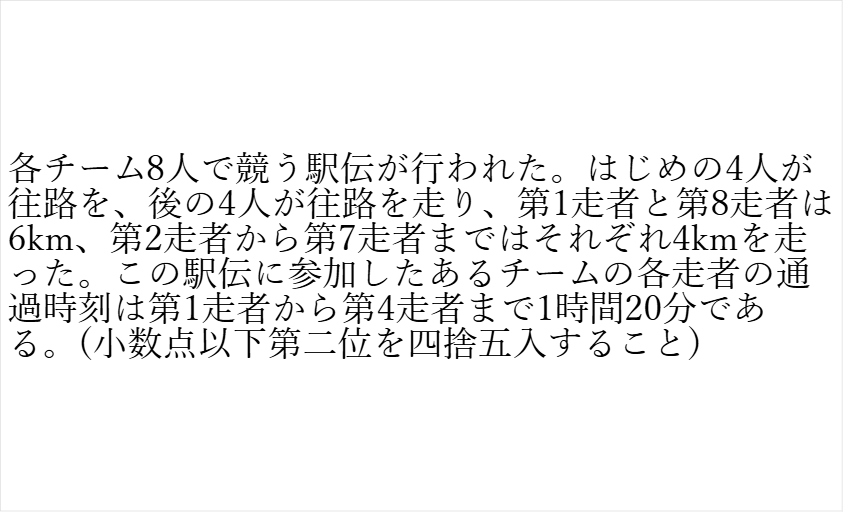 各チーム8人で競う駅伝が行われた。はじめの4人が
往路を、後の4人が往路を走り、第1走者と第8走者は
6km、第2走者から第7走者まではそれぞれ4kmを走
った。この駅伝に参加したあるチームの各走者の通
過時刻は第1走者から第4走者まで1時間20分であ
る。(小数点以下第二位を四捨五入すること)